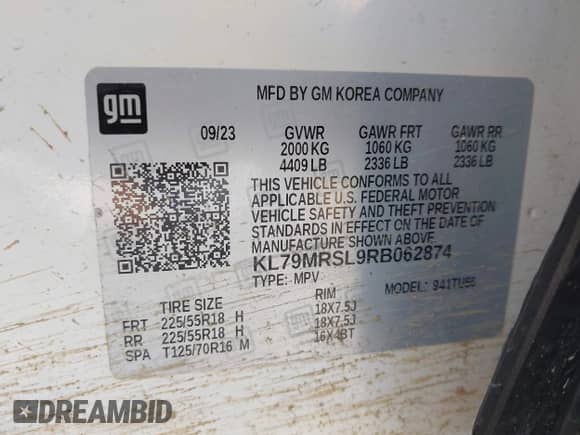 gm
MFD BY GM KOREA COMPANY
09/23 GVWR GAWR FRT GAWR RR
2000 KG 1060 KG 1060 KG
4409 LB 2336 LB 2336 LB
THIS VEHICLE CONFORMS TO ALL
APPLICABLE U.S. FEDERAL MOTOR
VEHICLE SAFETY AND THEFT PREVENTION
STANDARDS IN EFFECT ON THE DATE OF
MANUFACTURE SHOWN ABOVE.
KL79MRSL9RB062874
TYPE: MPV MODEL: 941TU56
TIRE SIZE RIM
FRT 225/55R18 H 18X7.5J
RR 225/55R18 H 18X7.5J
SPA T125/70R16 M 16X4BT
DREAMBID